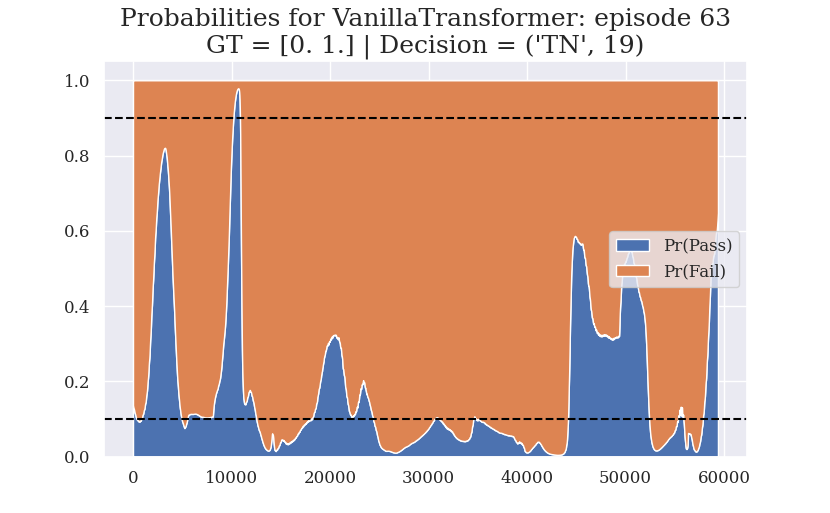 Probabilities for VanillaTransformer: episode 63
GT = [0. 1.] | Decision = ('TN', 19)
1.0
0.8
0.6
0.4
0.2
0.0
Pr(Pass)
Pr(Fail)
0 10000 20000 30000 40000 50000 60000